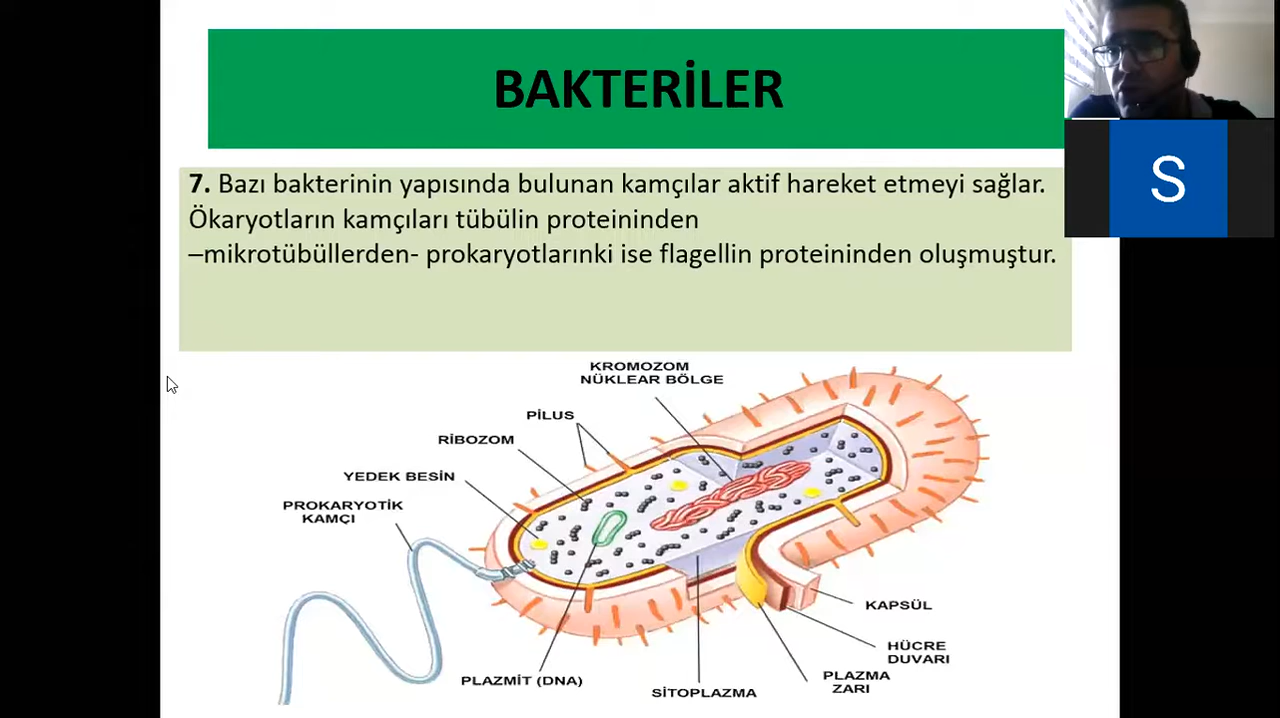 BAKTERİLER
7. Bazı bakterinin yapısında bulunan kamçılar aktif hareket etmeyi sağlar.
Ökaryotların kamçıları tübülin proteininden
–mikrotübüllerden- prokaryotlarınki ise flagellin proteininden oluşmuştur.
S
KROMOZOM
NÜKLEAR BÖLGE
PİLUS
RİBOZOM
YEDEK BESİN
PROKARYOTİK
KAMÇI
KAPSÜL
HÜCRE
DUVARI
PLAZMA
ZARI
PLAZMİT (DNA)
SİTOPLAZMA